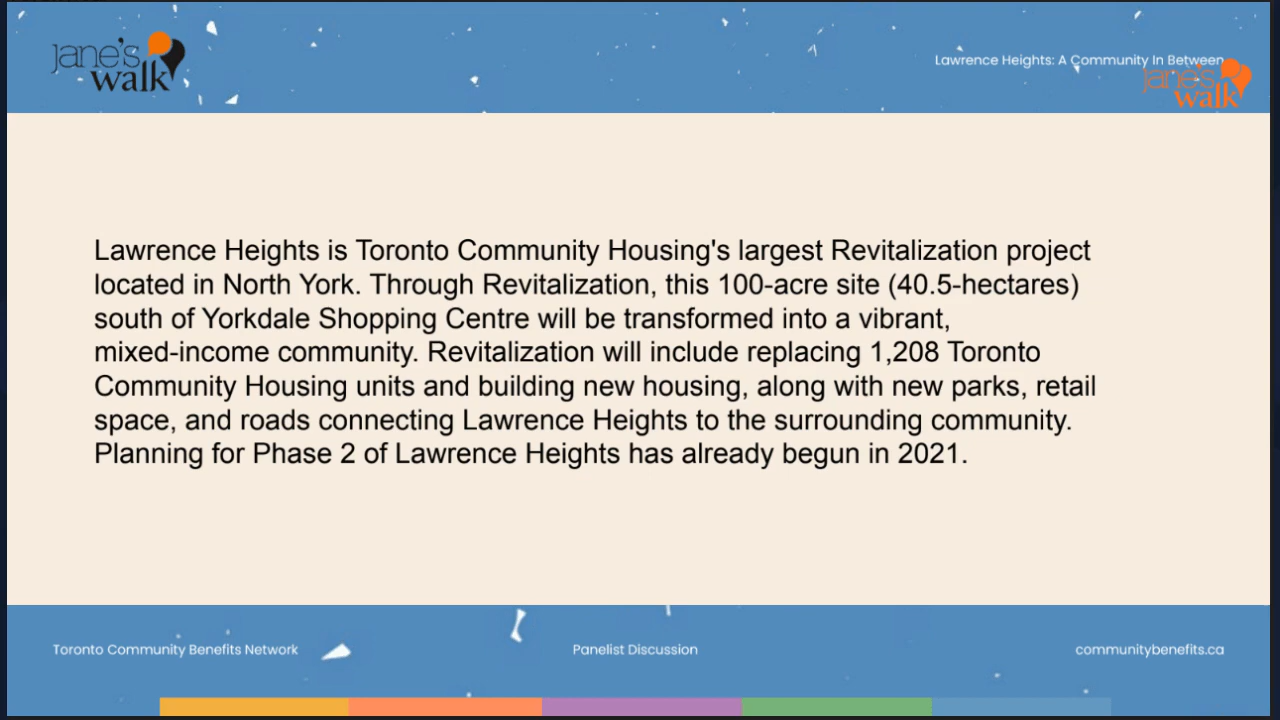 jane's
walk
Lawrence Heights: A Community In Between
jane's
walk
Lawrence Heights is Toronto Community Housing's largest Revitalization project
located in North York. Through Revitalization, this 100-acre site (40.5-hectares)
south of Yorkdale Shopping Centre will be transformed into a vibrant,
mixed-income community. Revitalization will include replacing 1,208 Toronto
Community Housing units and building new housing, along with new parks, retail
space, and roads connecting Lawrence Heights to the surrounding community.
Planning for Phase 2 of Lawrence Heights has already begun in 2021.
Toronto Community Benefits Network
Panelist Discussion
communitybenefits.ca